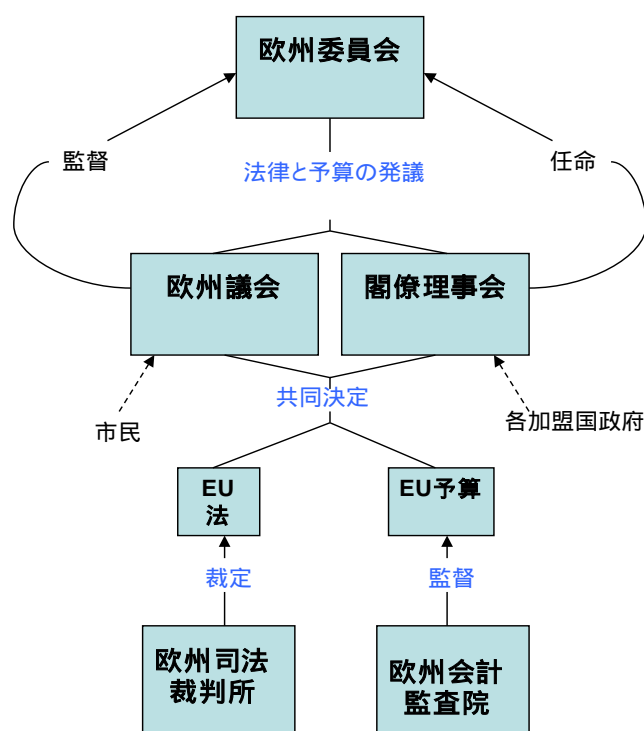 欧州委員会
監督
法律と予算の発議
任命
欧州議会
閣僚理事会
共同決定
市民
各加盟国政府
EU
法
EU予算
裁定
監督
欧州司法
裁判所
欧州会計
監査院